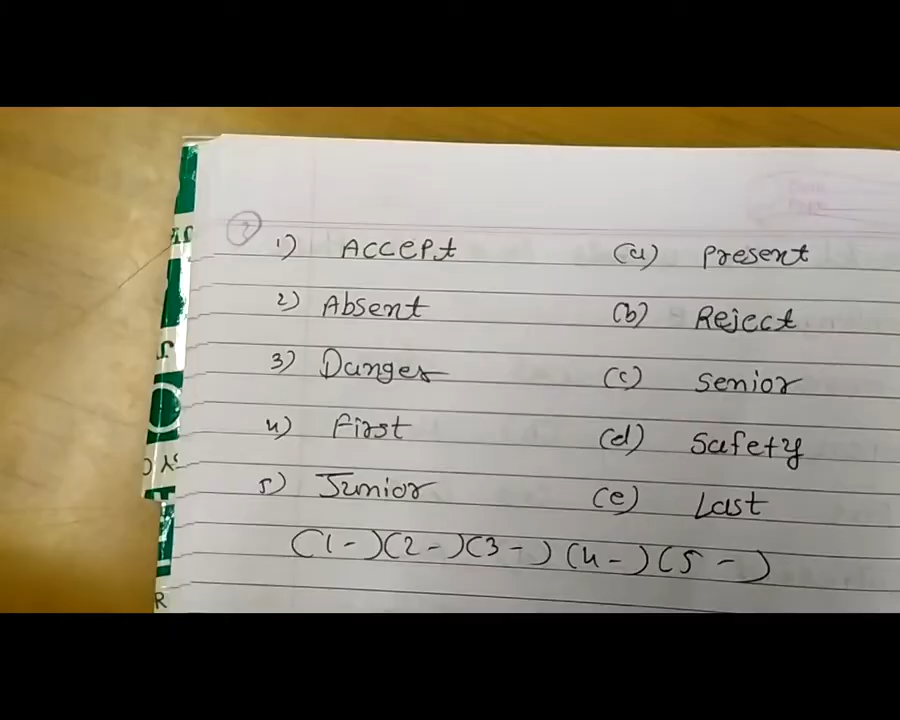 1) Accept (a) Present
2) Absent (b) Reject
3) Danger (c) Senior
4) First (d) Safety
5) Junior (e) Last
(1- )(2- )(3- )(4- )(5- )